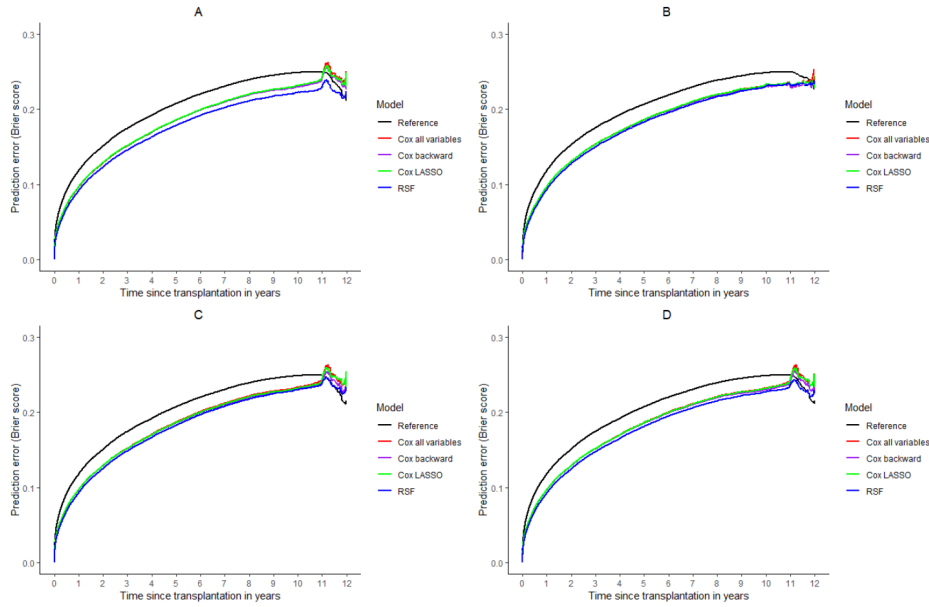 A
Prediction error (Brier score)
0.3
0.2
0.1
0.0
0 1 2 3 4 5 6 7 8 9 10 11 12
Time since transplantation in years
Model
Reference
Cox all variables
Cox backward
Cox LASSO
RSF
B
Prediction error (Brier score)
0.3
0.2
0.1
0.0
0 1 2 3 4 5 6 7 8 9 10 11 12
Time since transplantation in years
Model
Reference
Cox all variables
Cox backward
Cox LASSO
RSF
C
Prediction error (Brier score)
0.3
0.2
0.1
0.0
0 1 2 3 4 5 6 7 8 9 10 11 12
Time since transplantation in years
Model
Reference
Cox all variables
Cox backward
Cox LASSO
RSF
D
Prediction error (Brier score)
0.3
0.2
0.1
0.0
0 1 2 3 4 5 6 7 8 9 10 11 12
Time since transplantation in years
Model
Reference
Cox all variables
Cox backward
Cox LASSO
RSF